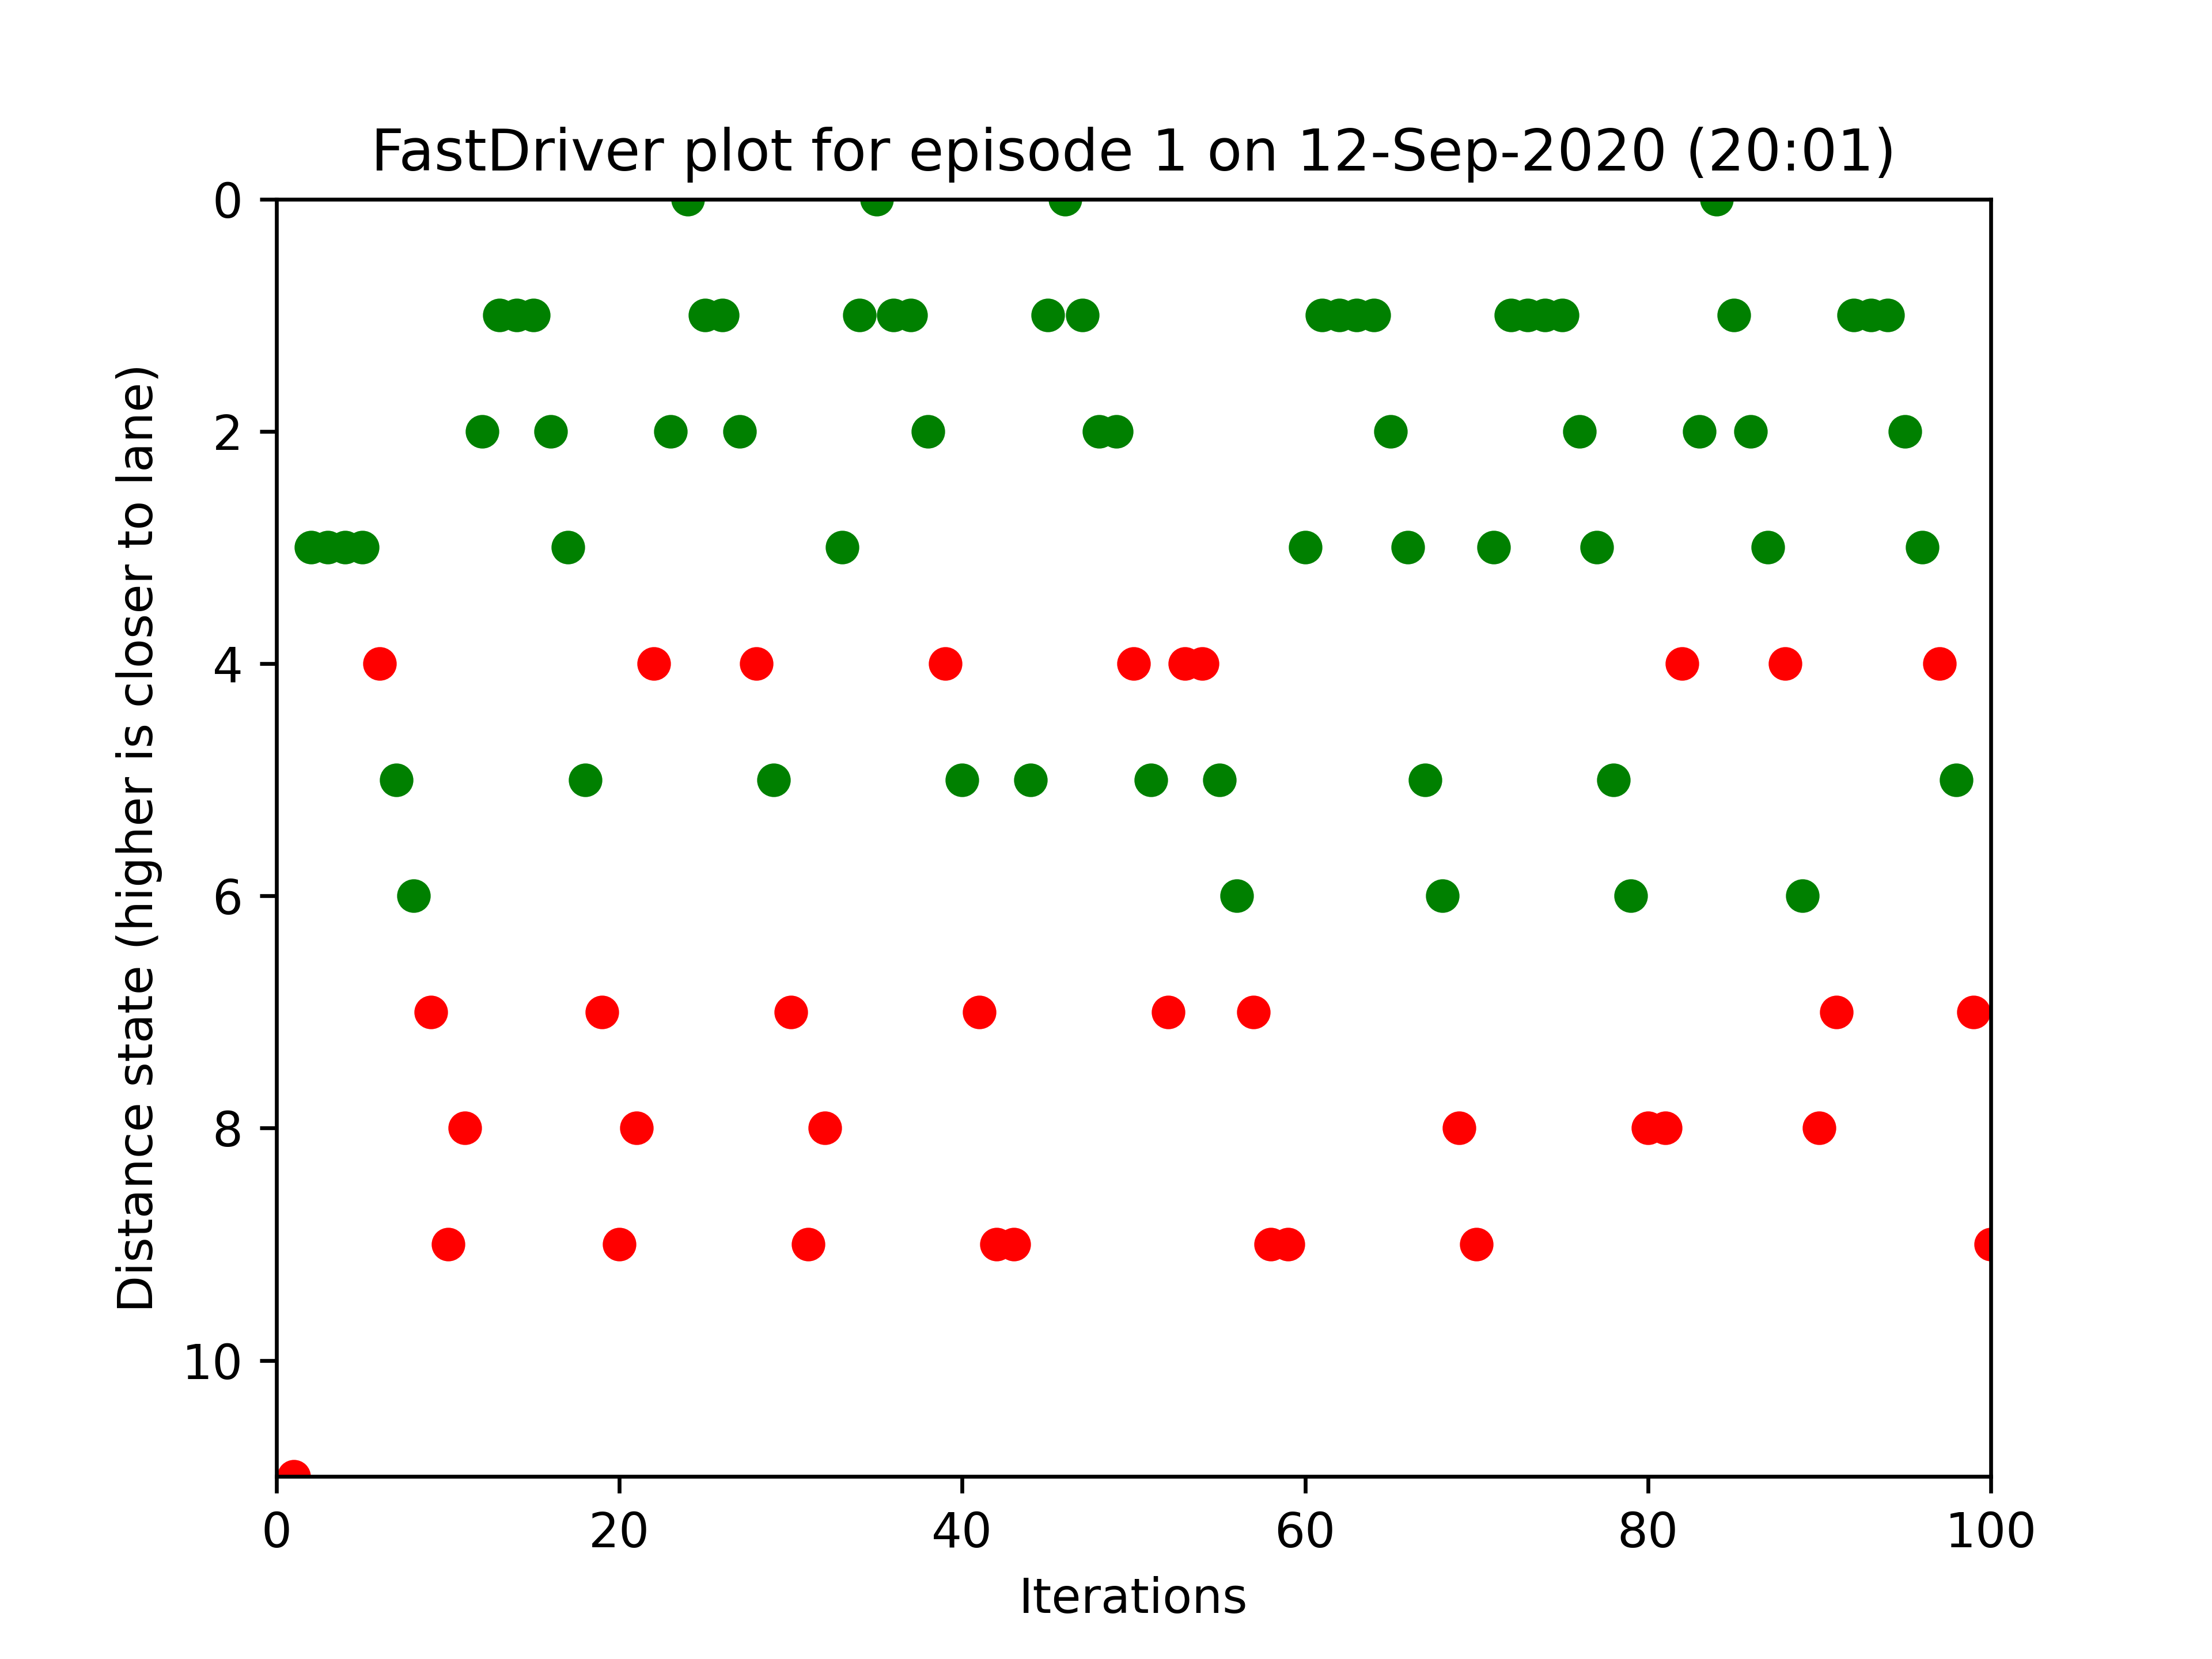 FastDriver plot for episode 1 on 12-Sep-2020 (20:01)
Distance state (higher is closer to lane)
0
2
4
6
8
10
0 20 40 60 80 100
Iterations